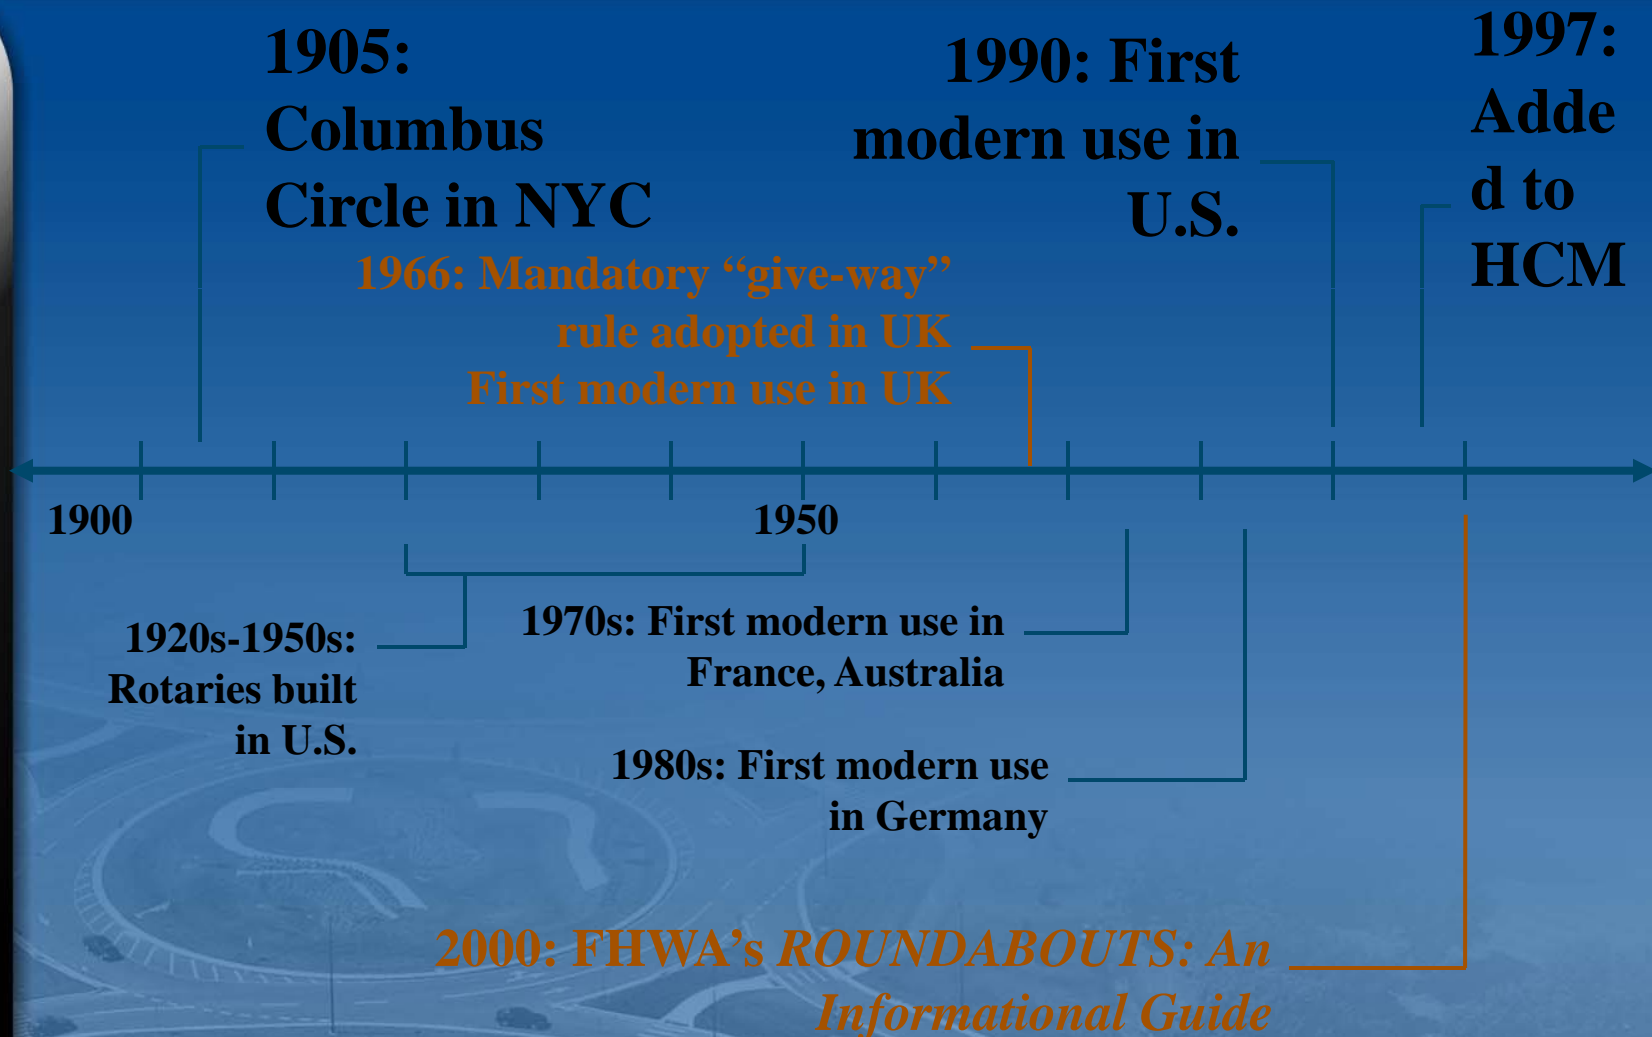 1905:
Columbus
Circle in NYC
1990: First
modern use in
U.S.
1997:
Adde
d to
HCM
1966: Mandatory “give-way”
rule adopted in UK
First modern use in UK
1900
1950
1920s-1950s:
Rotaries built
in U.S.
1970s: First modern use in
France, Australia
1980s: First modern use
in Germany
2000: FHWA’s ROUNDABOUTS: An
Informational Guide